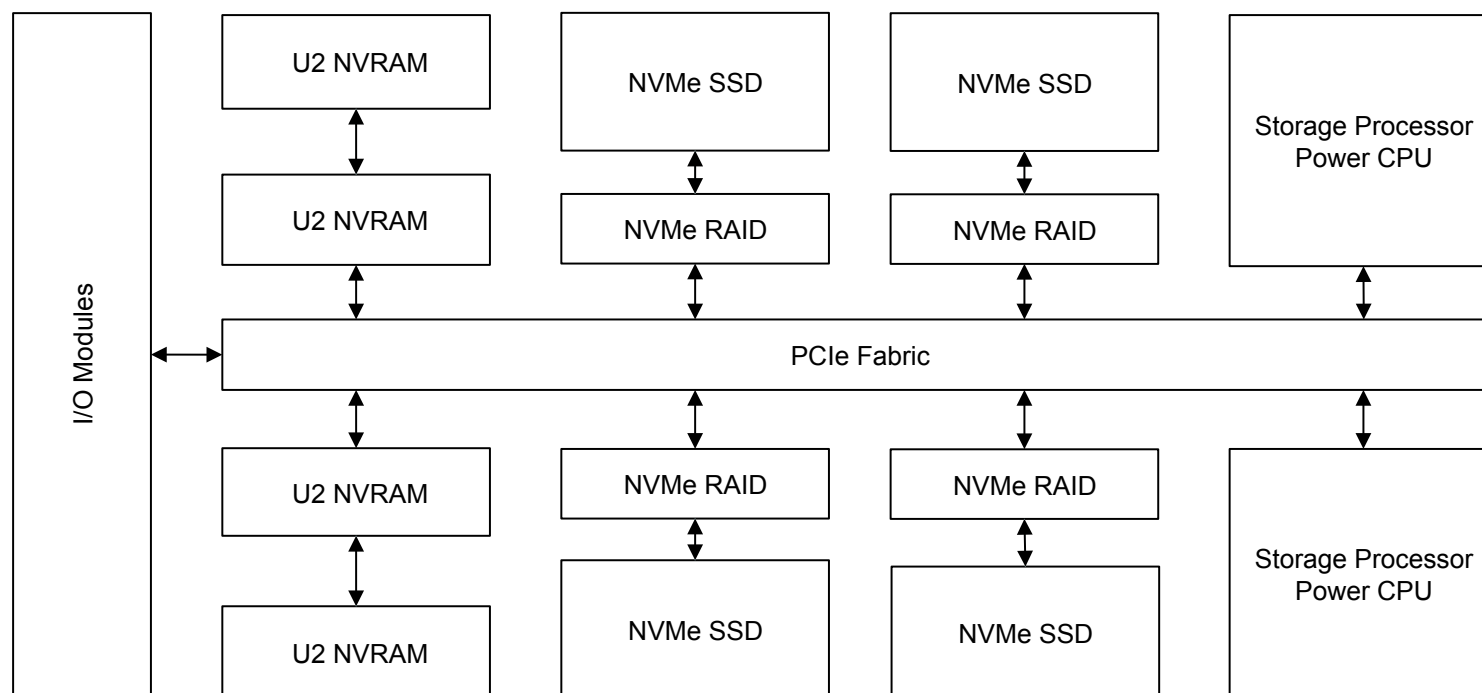 U2 NVRAM
NVMe SSD
NVMe SSD
Storage Processor
Power CPU
U2 NVRAM
NVMe RAID
NVMe RAID
I/O Modules
PCIe Fabric
U2 NVRAM
NVMe RAID
NVMe RAID
Storage Processor
Power CPU
U2 NVRAM
NVMe SSD
NVMe SSD